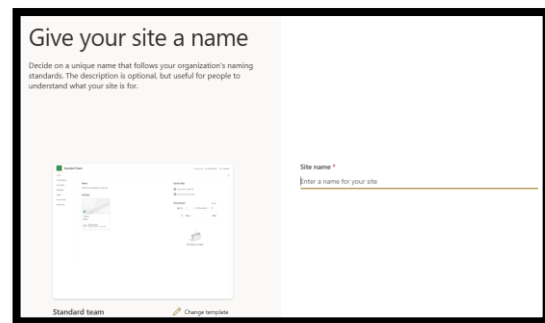 Give your site a name
Decide on a unique name that follows your organization's naming
standards. The description is optional, but useful for people to
understand what your site is for.
Site name *
Enter a name for your site
Standard team
Change template